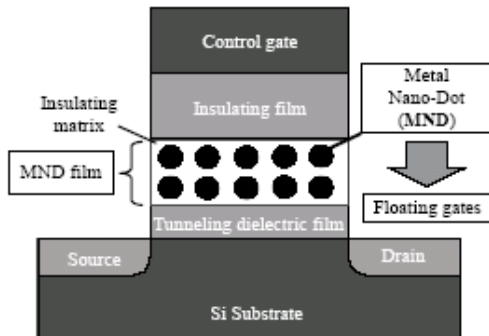 Control gate
Insulating
matrix
Insulating film
Metal
Nano-Dot
(MND)
MND film
Floating gates
Tunneling dielectric film
Source
Drain
Si Substrate